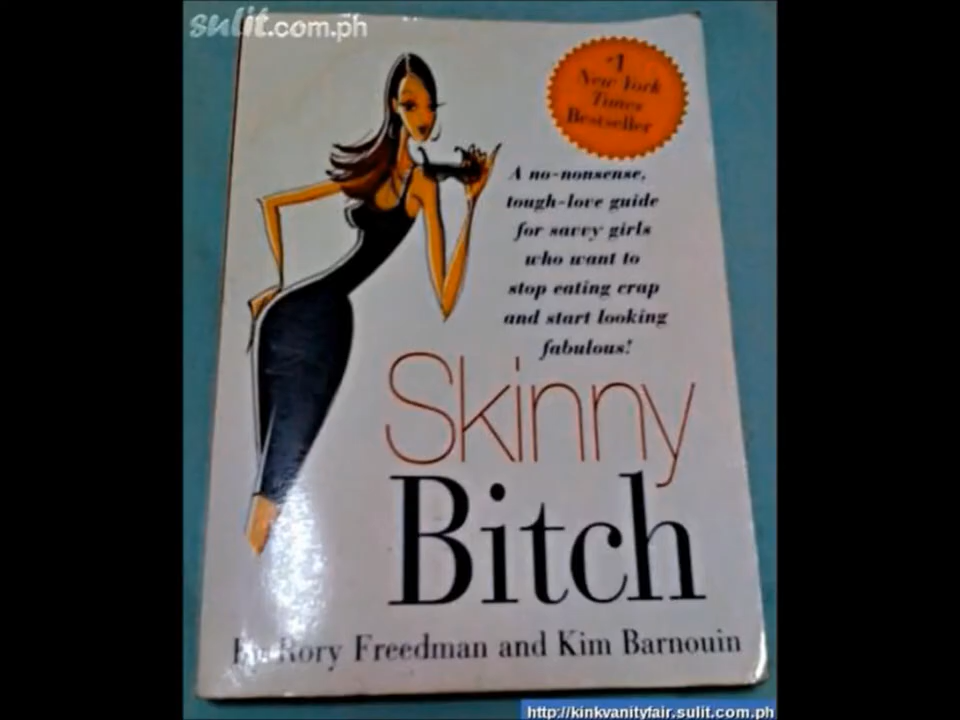 sulit.com.ph
#1
New York
Times
Bestseller
A no-nonsense,
tough-love guide
for savvy girls
who want to
stop eating crap
and start looking
fabulous!
Skinny
Bitch
By Rory Freedman and Kim Barnouin
http://kinkvanityfair.sulit.com.ph